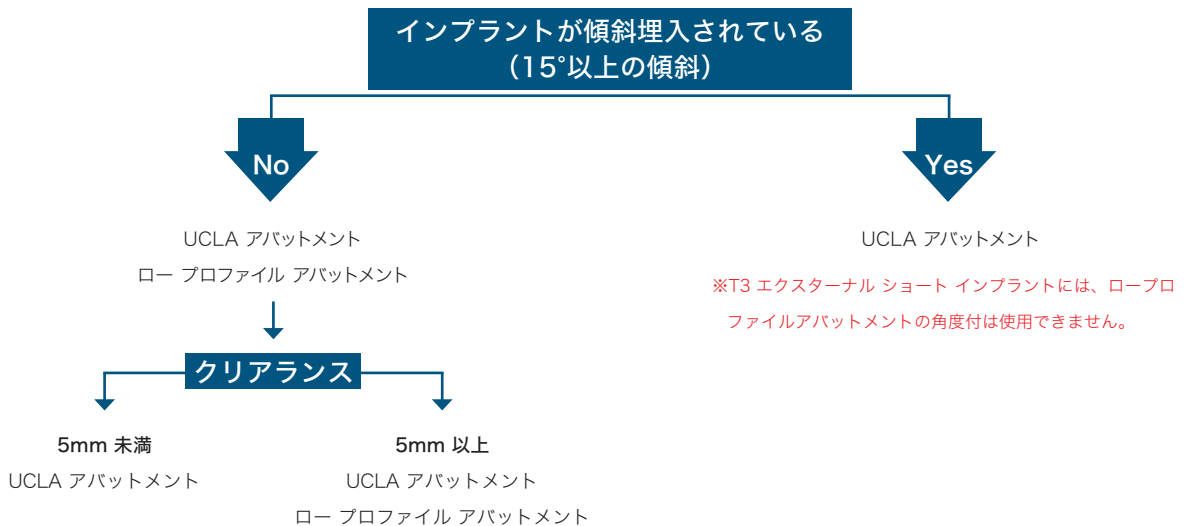 インプラントが傾斜埋入されている
（15°以上の傾斜）
No
Yes
UCLA アバットメント
ロー プロファイル アバットメント
UCLA アバットメント
※T3 エクスターナル ショート インプラントには、ロープロ
ファイルアバットメントの角度付は使用できません。
クリアランス
5mm 未満
UCLA アバットメント
5mm 以上
UCLA アバットメント
ロー プロファイル アバットメント